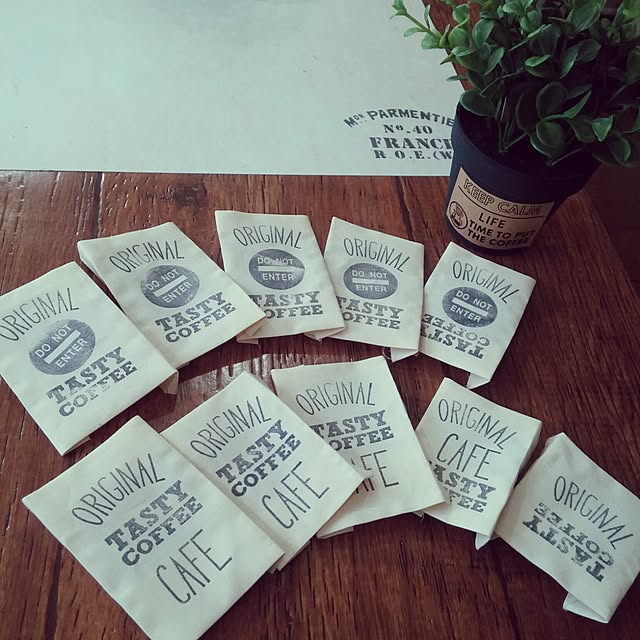 Mon PARMENTIE
No. 40
FRANCE
R.O.E.(W
KEEP CALM
LIFE
TIME TO PUT
THE COFFEE
ORIGINAL
DO NOT
ENTER
TASTY
COFFEE
ORIGINAL
DO NOT
ENTER
TASTY
COFFEE
ORIGINAL
DO NOT
ENTER
TASTY
COFFEE
ORIGINAL
DO NOT
ENTER
TASTY
COFFEE
ORIGINAL
DO NOT
ENTER
COFFEE
TASTY
ORIGINAL
TASTY
COFFEE
CAFE
ORIGINAL
TASTY
COFFEE
CAFE
ORIGINAL
TASTY
COFFEE
CAFE
ORIGINAL
CAFE
TASTY
COFFEE
ORIGINAL
COFFEE
TASTY